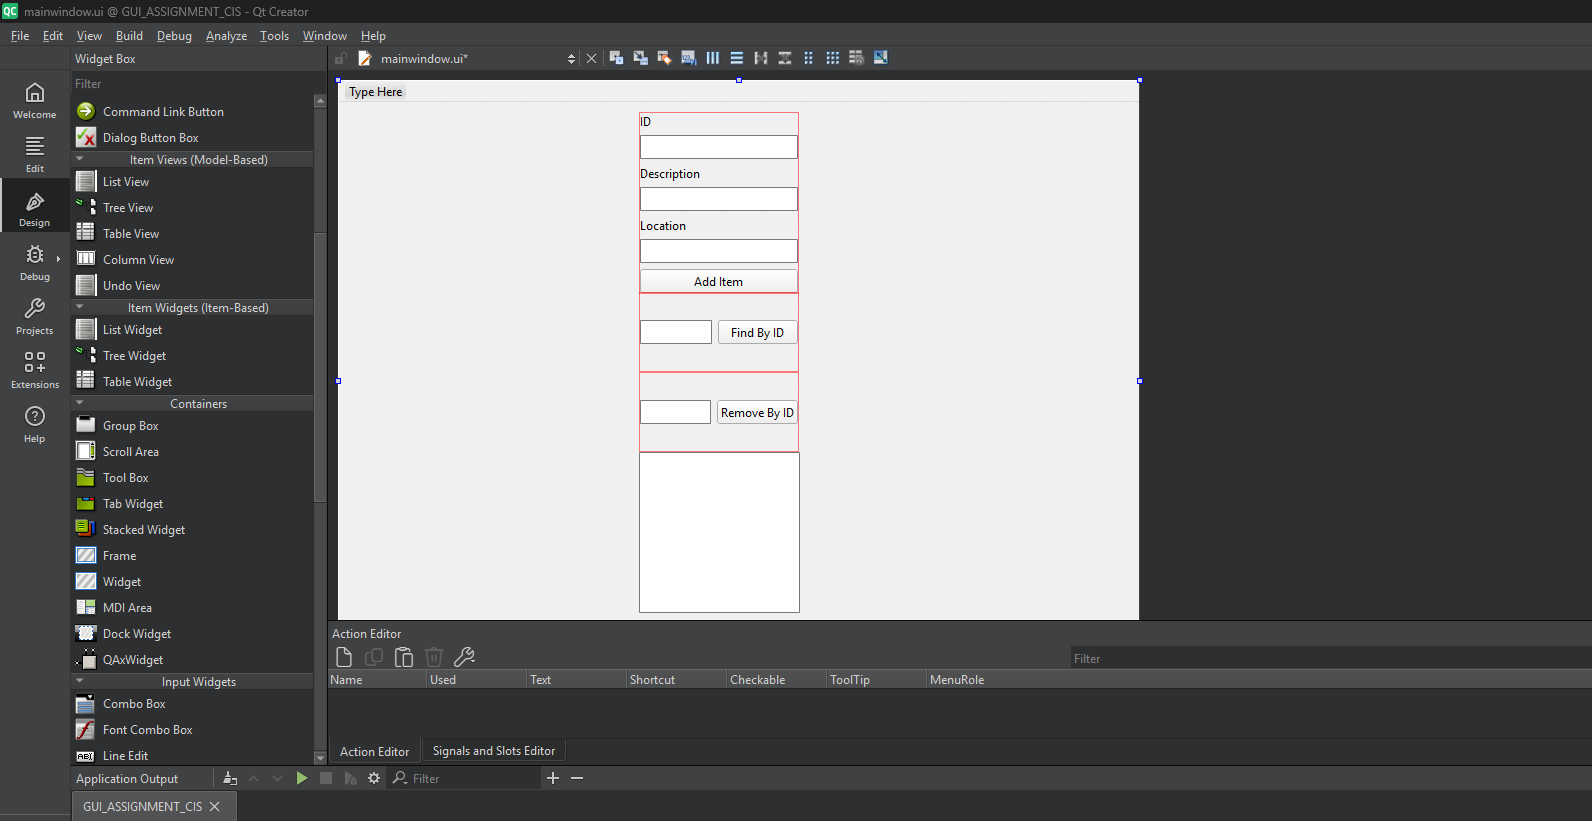 QC mainwindow.ui @ GUI_ASSIGNMENT_CIS - Qt Creator
File Edit View Build Debug Analyze Tools Window Help
Widget Box
mainwindow.ui*
Filter
Welcome
Edit
Design
Debug
Projects
Extensions
Help
Command Link Button
Dialog Button Box
Item Views (Model-Based)
List View
Tree View
Table View
Column View
Undo View
Item Widgets (Item-Based)
List Widget
Tree Widget
Table Widget
Containers
Group Box
Scroll Area
Tool Box
Tab Widget
Stacked Widget
Frame
Widget
MDI Area
Dock Widget
QAxWidget
Input Widgets
Combo Box
Font Combo Box
Line Edit
Type Here
ID
Description
Location
Add Item
Find By ID
Remove By ID
Action Editor
Filter
Name Used Text Shortcut Checkable ToolTip MenuRole
Action Editor Signals and Slots Editor
Application Output Filter
GUI_ASSIGNMENT_CIS